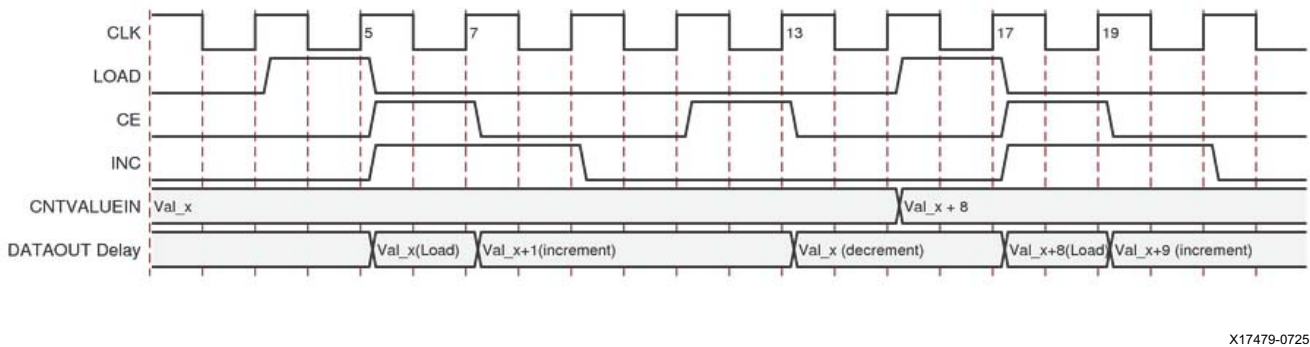 CLK 5 7 13 17 19
LOAD
CE
INC
CNTVALUEIN Val_x Val_x + 8
DATAOUT Delay Val_x(Load) Val_x+1(increment) Val_x (decrement) Val_x+8(Load) Val_x+9 (increment)
X17479-0725